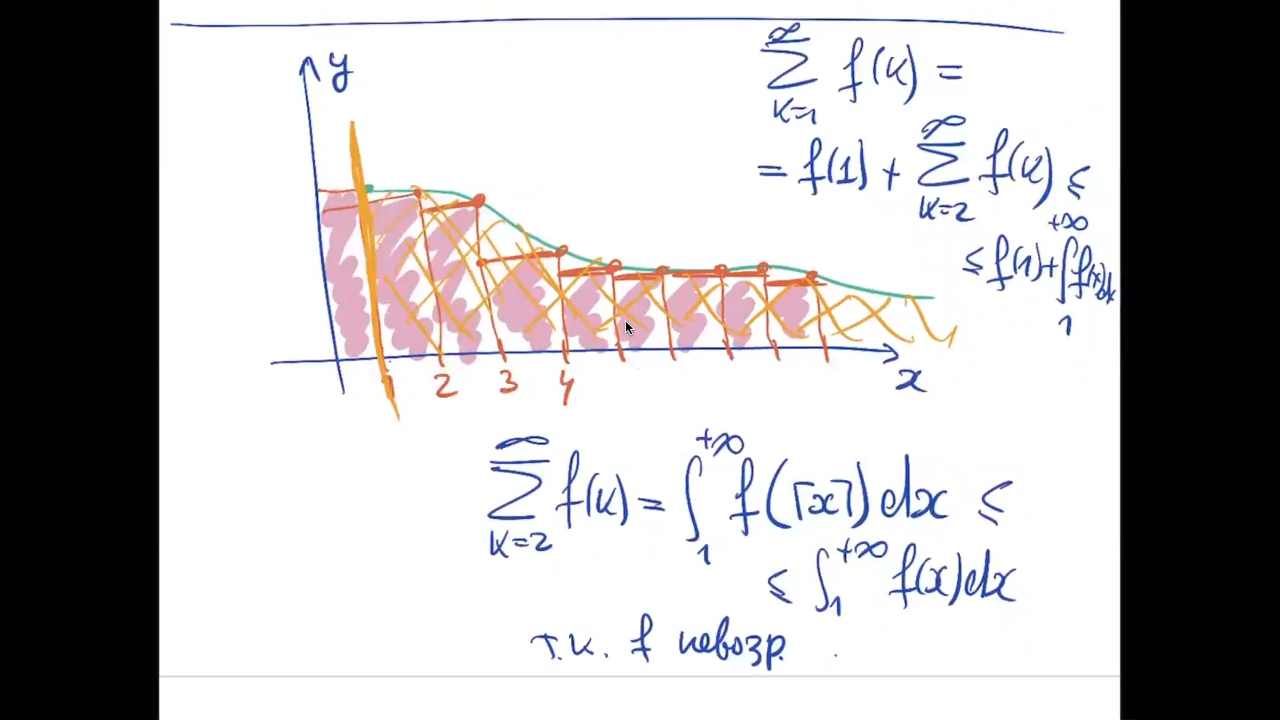 y
∞
∑ f(k) =
k=1
∞
= f(1) + ∑ f(k) ≤
k=2
+∞
≤ f(1) + ∫ f(x)dx
1
1 2 3 4 x
∞ +∞
∑ f(k) = ∫ f(⌈x⌉) dx ≤
k=2 1
+∞
≤ ∫ f(x)dx
1
т.к. f невозр.